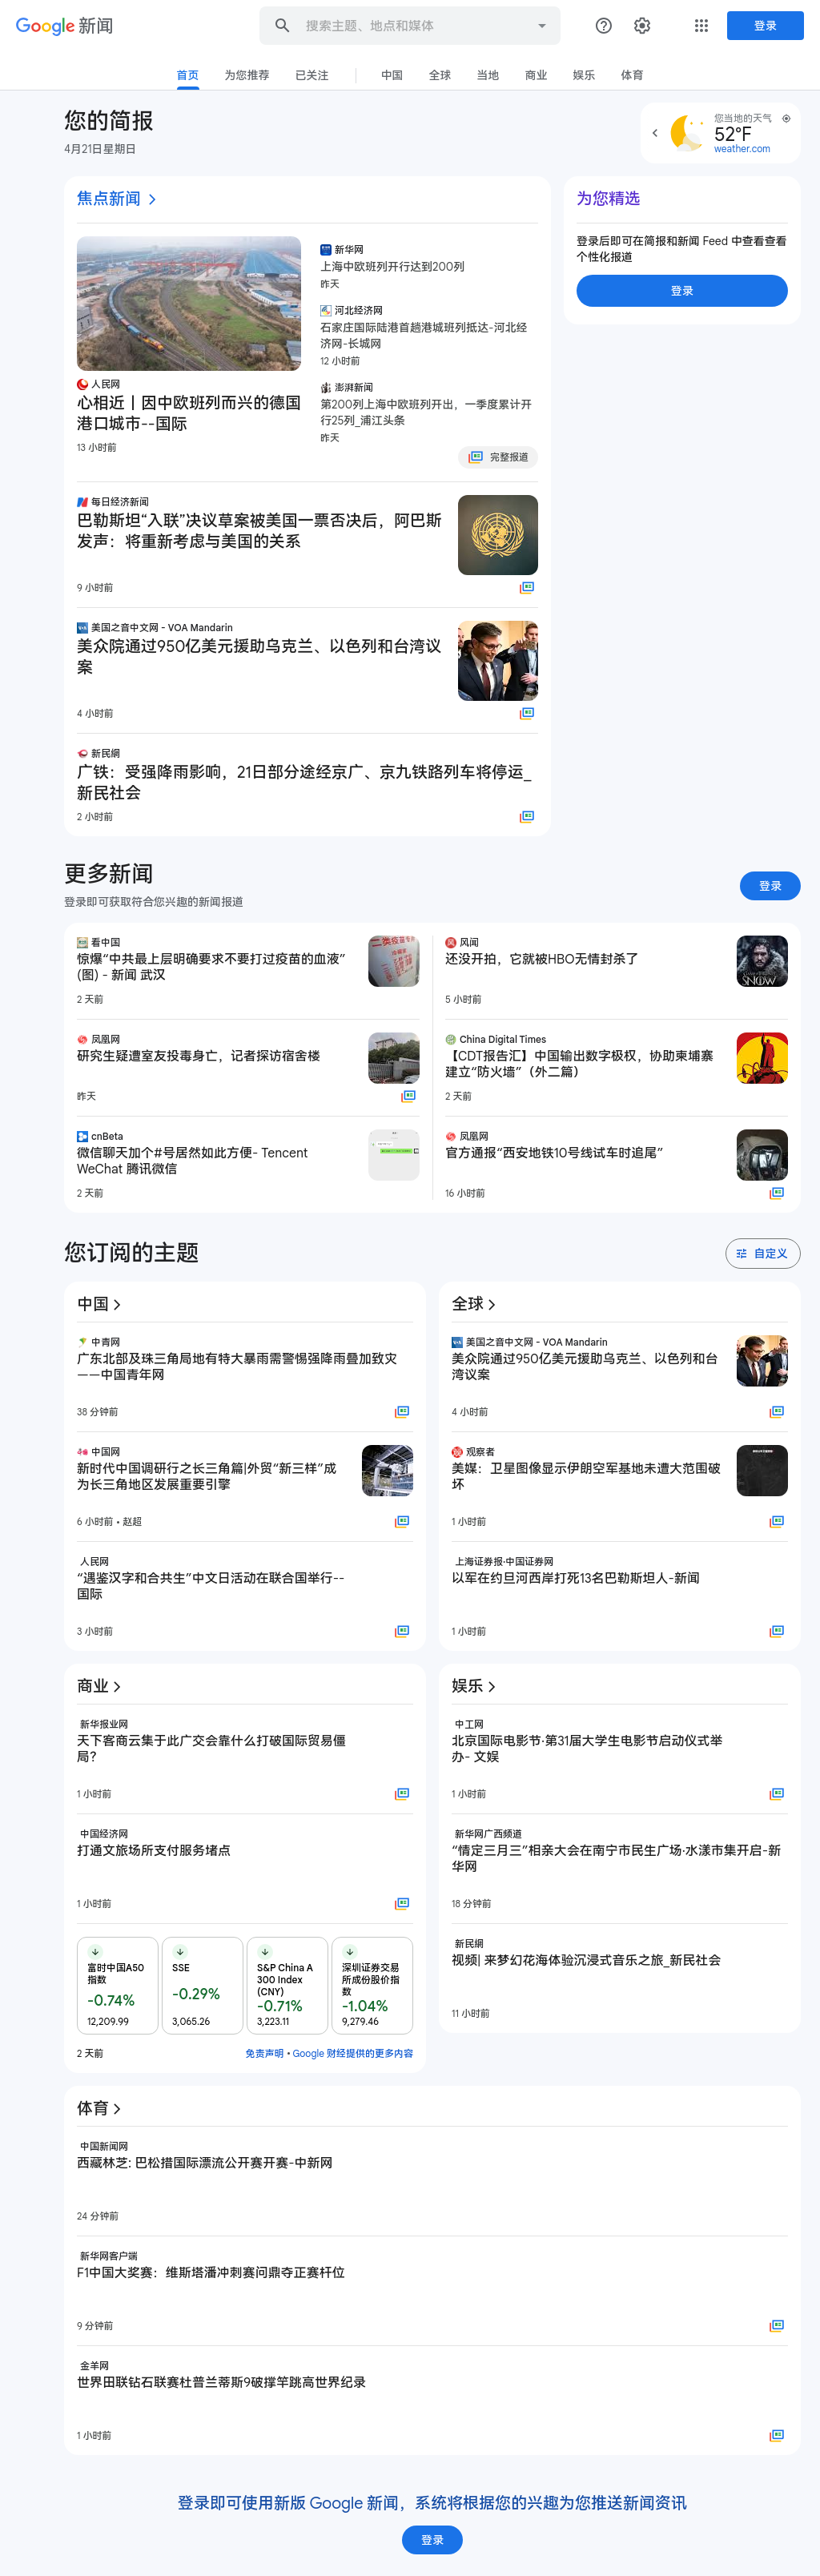 Google 新闻
搜索主题、地点和媒体
登录
首页
为您推荐
已关注
中国
全球
当地
商业
娱乐
体育
您的简报
4月21日星期日
您当地的天气
52°F
weather.com
焦点新闻
人民网
心相近丨因中欧班列而兴的德国
港口城市--国际
13 小时前
新华网
上海中欧班列开行达到200列
昨天
河北经济网
石家庄国际陆港首趟港城班列抵达-河北经
济网-长城网
12 小时前
澎湃新闻
第200列上海中欧班列开出，一季度累计开
行25列_浦江头条
昨天
完整报道
每日经济新闻
巴勒斯坦“入联”决议草案被美国一票否决后，阿巴斯
发声：将重新考虑与美国的关系
9 小时前
美国之音中文网 - VOA Mandarin
美众院通过950亿美元援助乌克兰、以色列和台湾议
案
4 小时前
新民網
广铁：受强降雨影响，21日部分途经京广、京九铁路列车将停运_
新民社会
2 小时前
为您精选
登录后即可在简报和新闻 Feed 中查看查看
个性化报道
登录
更多新闻
登录即可获取符合您兴趣的新闻报道
登录
看中国
惊爆“中共最上层明确要求不要打过疫苗的血液”
(图) - 新闻 武汉
2 天前
凤凰网
研究生疑遭室友投毒身亡，记者探访宿舍楼
昨天
cnBeta
微信聊天加个#号居然如此方便- Tencent
WeChat 腾讯微信
2 天前
风闻
还没开拍，它就被HBO无情封杀了
SNOW
5 小时前
China Digital Times
【CDT报告汇】中国输出数字极权，协助柬埔寨
建立“防火墙”（外二篇）
2 天前
凤凰网
官方通报“西安地铁10号线试车时追尾”
16 小时前
您订阅的主题
自定义
中国
中青网
广东北部及珠三角局地有特大暴雨需警惕强降雨叠加致灾
——中国青年网
38 分钟前
中国网
新时代中国调研行之长三角篇|外贸“新三样”成
为长三角地区发展重要引擎
6 小时前 • 赵超
人民网
“遇鉴汉字和合共生”中文日活动在联合国举行--
国际
3 小时前
全球
美国之音中文网 - VOA Mandarin
美众院通过950亿美元援助乌克兰、以色列和台
湾议案
4 小时前
观察者
美媒：卫星图像显示伊朗空军基地未遭大范围破
坏
1 小时前
上海证券报·中国证券网
以军在约旦河西岸打死13名巴勒斯坦人-新闻
1 小时前
商业
新华报业网
天下客商云集于此广交会靠什么打破国际贸易僵
局？
1 小时前
中国经济网
打通文旅场所支付服务堵点
1 小时前
富时中国A50
指数
-0.74%
12,209.99
SSE
-0.29%
3,065.26
S&P China A
300 Index
(CNY)
-0.71%
3,223.11
深圳证券交易
所成份股价指
数
-1.04%
9,279.46
2 天前
免责声明 • Google 财经提供的更多内容
娱乐
中工网
北京国际电影节·第31届大学生电影节启动仪式举
办- 文娱
1 小时前
新华网广西频道
“情定三月三”相亲大会在南宁市民生广场·水漾市集开启-新
华网
18 分钟前
新民網
视频| 来梦幻花海体验沉浸式音乐之旅_新民社会
11 小时前
体育
中国新闻网
西藏林芝: 巴松措国际漂流公开赛开赛-中新网
24 分钟前
新华网客户端
F1中国大奖赛：维斯塔潘冲刺赛问鼎夺正赛杆位
9 分钟前
金羊网
世界田联钻石联赛杜普兰蒂斯9破撑竿跳高世界纪录
1 小时前
登录即可使用新版 Google 新闻，系统将根据您的兴趣为您推送新闻资讯
登录